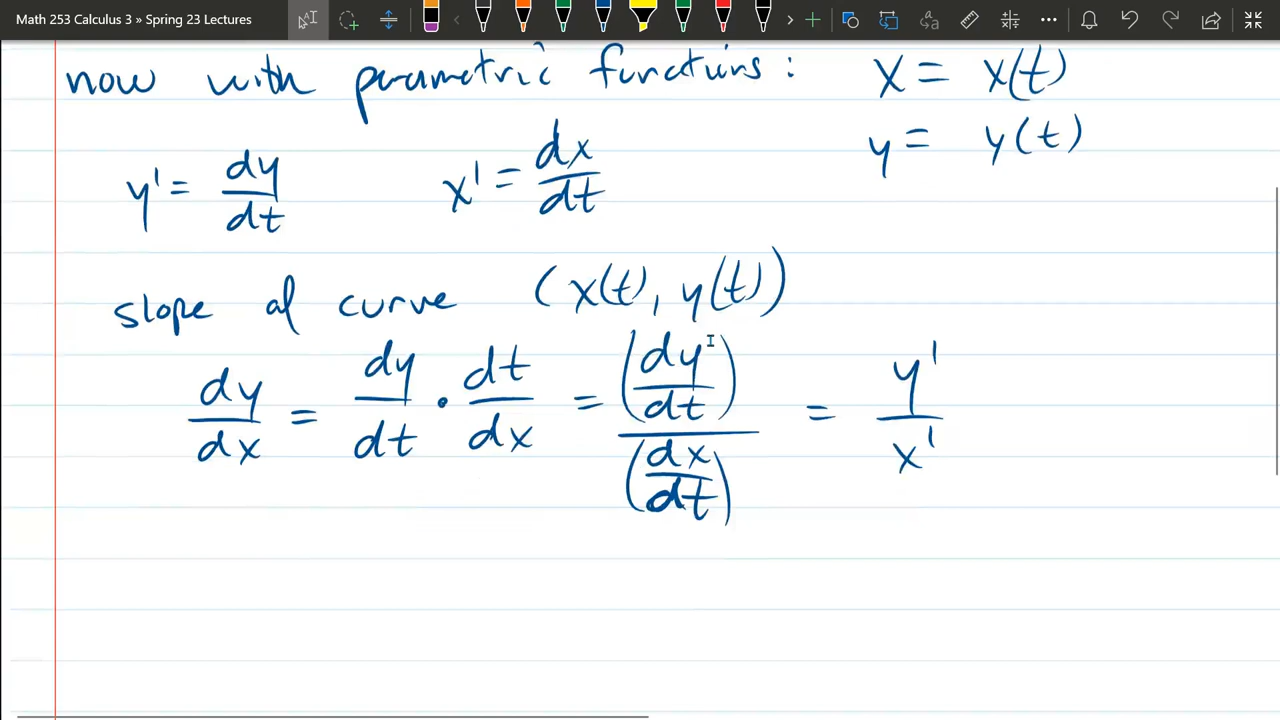 Math 253 Calculus 3 » Spring 23 Lectures
now with parametric functions: x = x(t)
y = y(t)
y' = dy/dt x' = dx/dt
slope of curve (x(t), y(t))
dy/dx = dy/dt · dt/dx = (dy/dt)/(dx/dt) = y'/x'